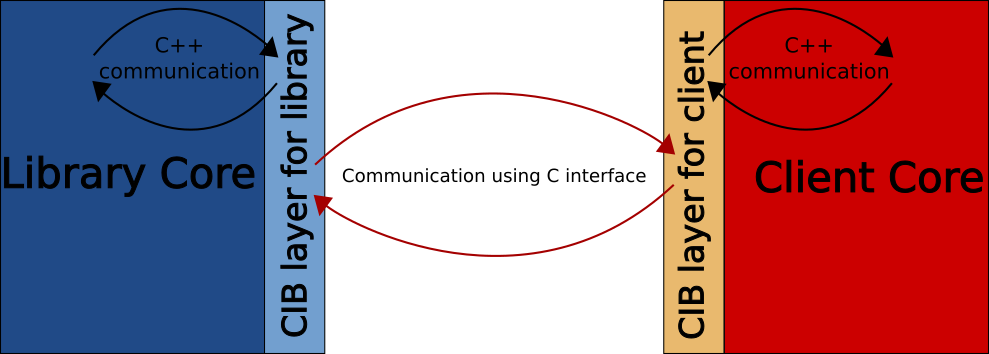 C++
communication
Library Core
CIB layer for library
Communication using C interface
CIB layer for client
C++
communication
Client Core